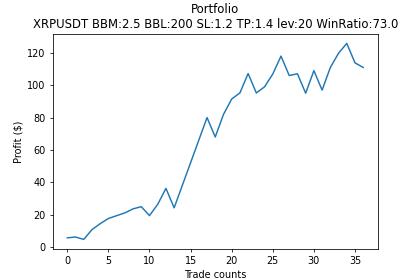 Portfolio
XRPUSDT BBM:2.5 BBL:200 SL:1.2 TP:1.4 lev:20 WinRatio:73.0
120
100
80
60
40
20
0
Profit ($)
0 5 10 15 20 25 30 35
Trade counts